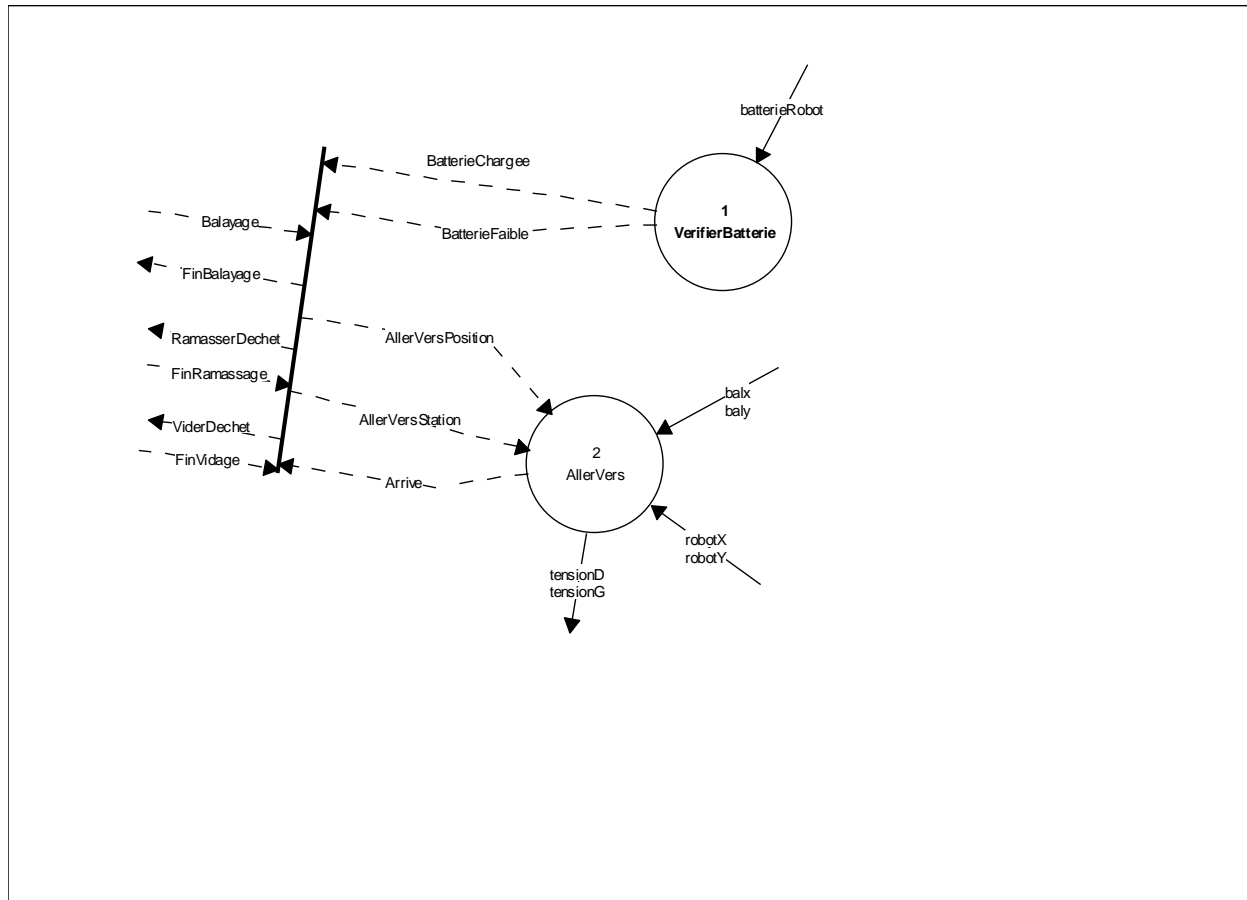 batterieRobot
BatterieChargee
1
VerifierBatterie
Balayage
BatterieFaible
FinBalayage
RamasserDechet
AllerVersPosition
FinRamassage
balx
baly
AllerVersStation
ViderDechet
2
AllerVers
FinVidage
Arrive
robotX
robotY
tensionD
tensionG